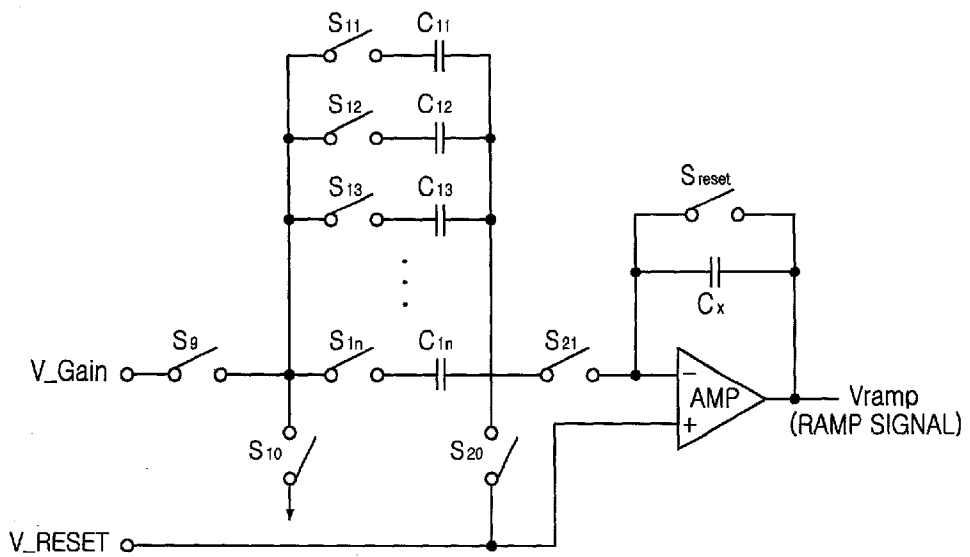 S11 C11
S12 C12
S13 C13
Sreset
Cx
S9 S1n C1n S21
V_Gain
AMP
−
+
Vramp
(RAMP SIGNAL)
S10 S20
V_RESET